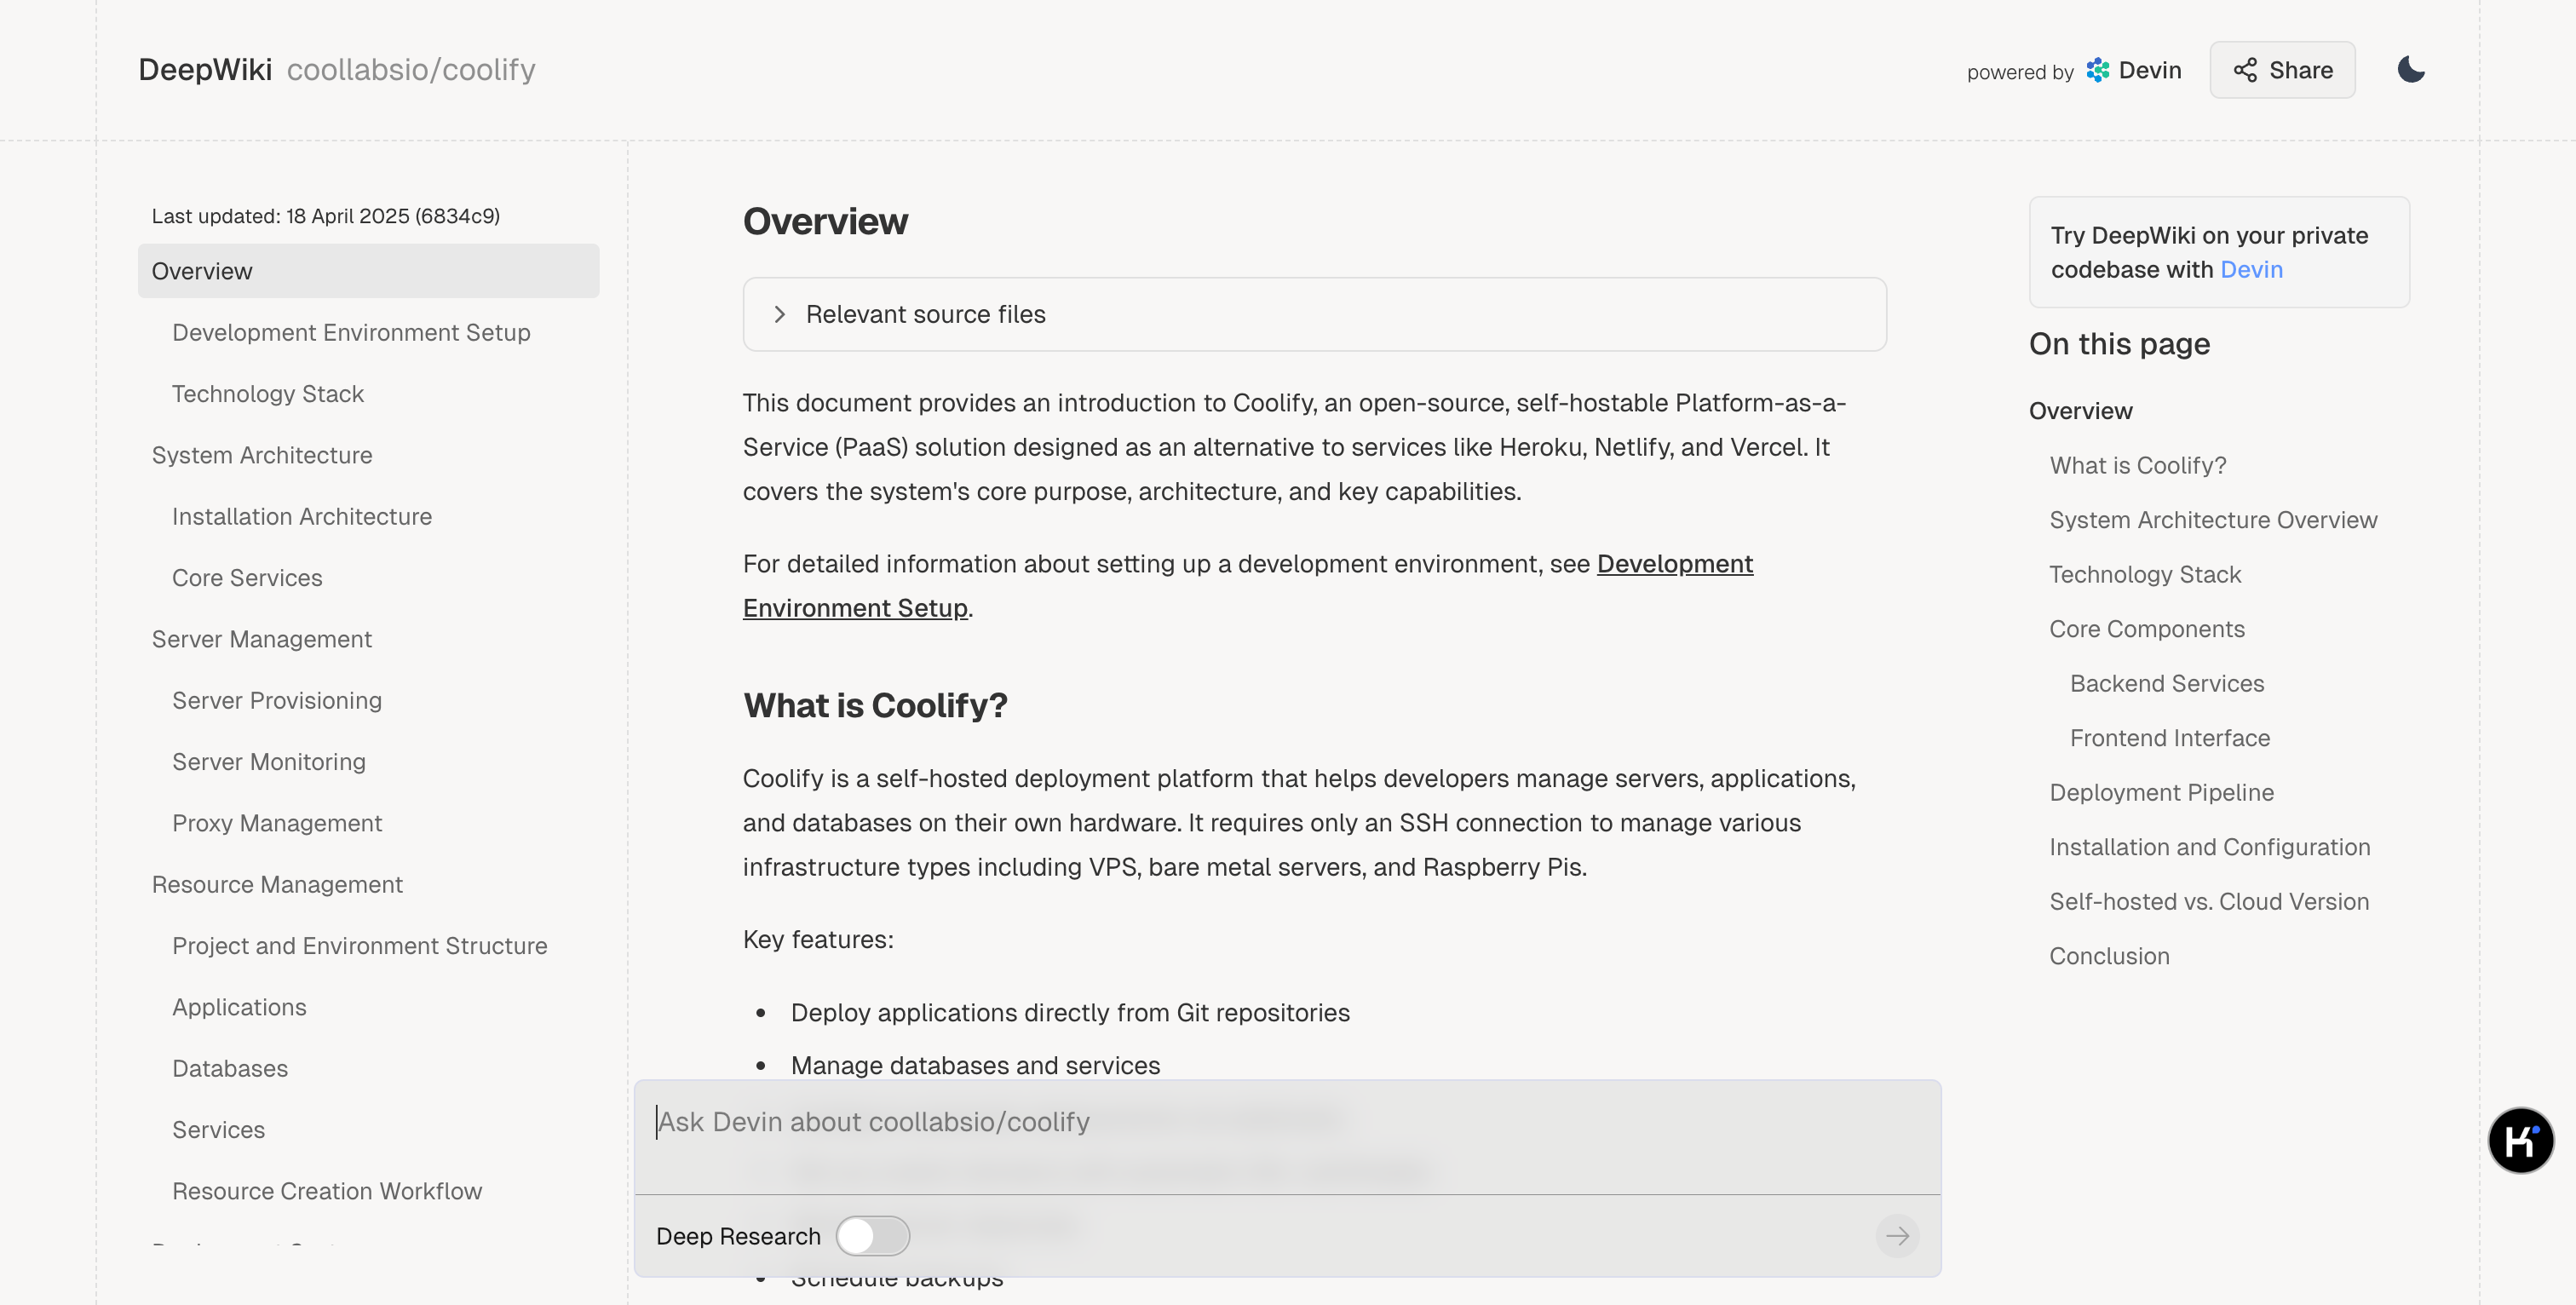 DeepWiki coollabsio/coolify
powered by Devin
Share
Last updated: 18 April 2025 (6834c9)
Overview
Development Environment Setup
Technology Stack
System Architecture
Installation Architecture
Core Services
Server Management
Server Provisioning
Server Monitoring
Proxy Management
Resource Management
Project and Environment Structure
Applications
Databases
Services
Resource Creation Workflow
Overview
Relevant source files
This document provides an introduction to Coolify, an open-source, self-hostable Platform-as-a-
Service (PaaS) solution designed as an alternative to services like Heroku, Netlify, and Vercel. It
covers the system's core purpose, architecture, and key capabilities.
For detailed information about setting up a development environment, see Development
Environment Setup.
What is Coolify?
Coolify is a self-hosted deployment platform that helps developers manage servers, applications,
and databases on their own hardware. It requires only an SSH connection to manage various
infrastructure types including VPS, bare metal servers, and Raspberry Pis.
Key features:
• Deploy applications directly from Git repositories
• Manage databases and services
Ask Devin about coollabsio/coolify
Deep Research
• Schedule backups
Try DeepWiki on your private
codebase with Devin
On this page
Overview
What is Coolify?
System Architecture Overview
Technology Stack
Core Components
Backend Services
Frontend Interface
Deployment Pipeline
Installation and Configuration
Self-hosted vs. Cloud Version
Conclusion
K